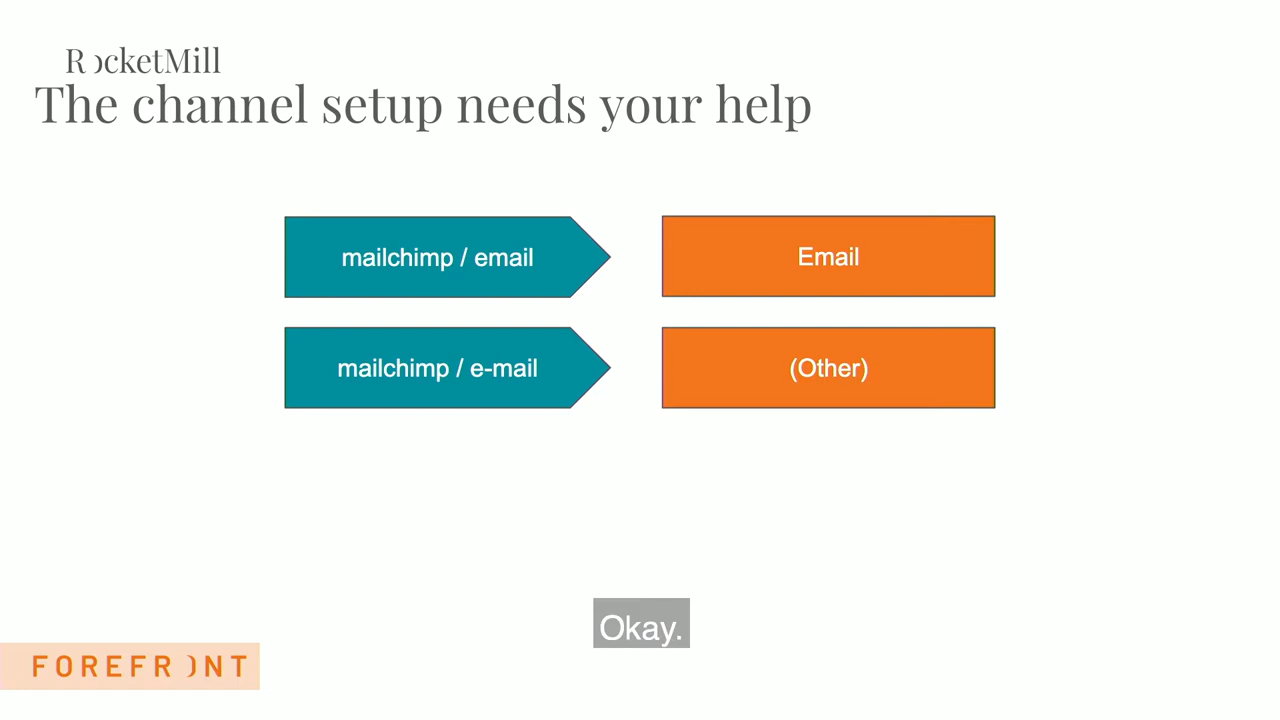 RocketMill
The channel setup needs your help
mailchimp / email
Email
mailchimp / e-mail
(Other)
Okay.
FOREFRONT